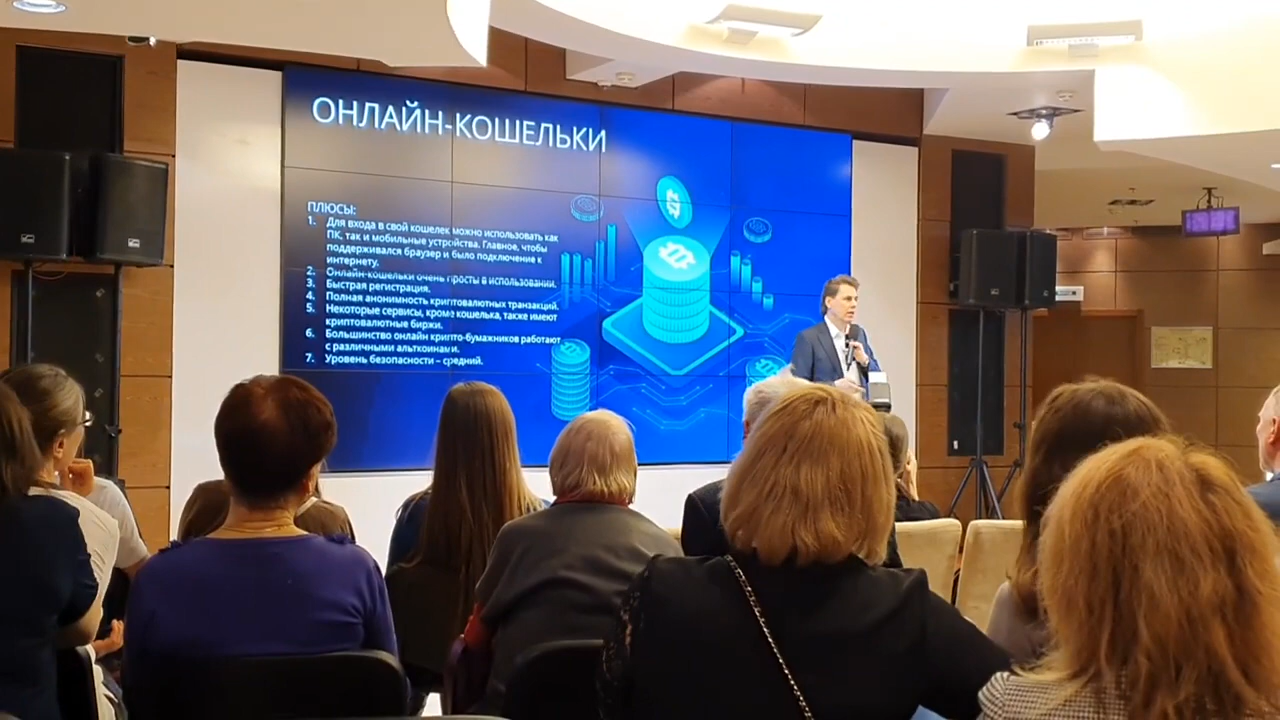 ОНЛАЙН-КОШЕЛЬКИ
ПЛЮСЫ:
1. Для входа в свой кошелек можно использовать как
ПК, так и мобильные устройства. Главное, чтобы
поддерживался браузер и было подключение к
интернету.
2. Онлайн-кошельки очень просты в использовании.
3. Быстрая регистрация.
4. Полная анонимность криптовалютных транзакций.
5. Некоторые сервисы, кроме кошелька, также имеют
криптовалютные биржи.
6. Большинство онлайн крипто-бумажников работают
с различными альткоинами.
7. Уровень безопасности – средний.